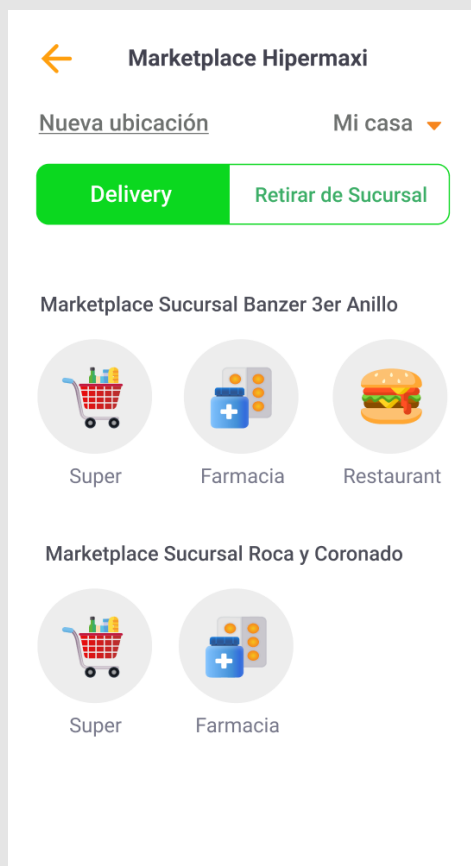 Marketplace Hipermaxi
Nueva ubicación Mi casa
Delivery Retirar de Sucursal
Marketplace Sucursal Banzer 3er Anillo
Super Farmacia Restaurant
Marketplace Sucursal Roca y Coronado
Super Farmacia